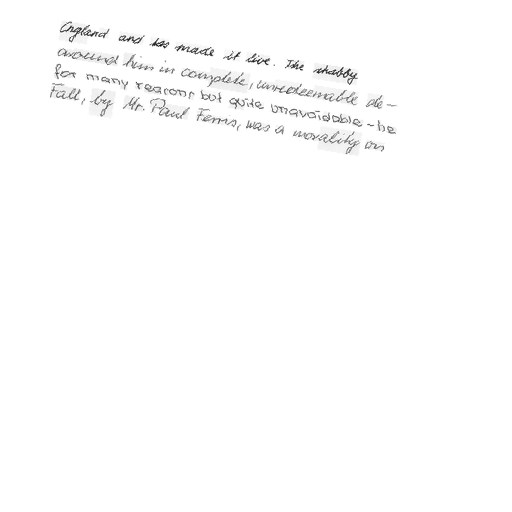 England and has made it live. The shabby
around him in complete, unredeemable de-
for many reasons but quite unavoidable - he
Fall, by Mr. Paul Ferris, was a morality on